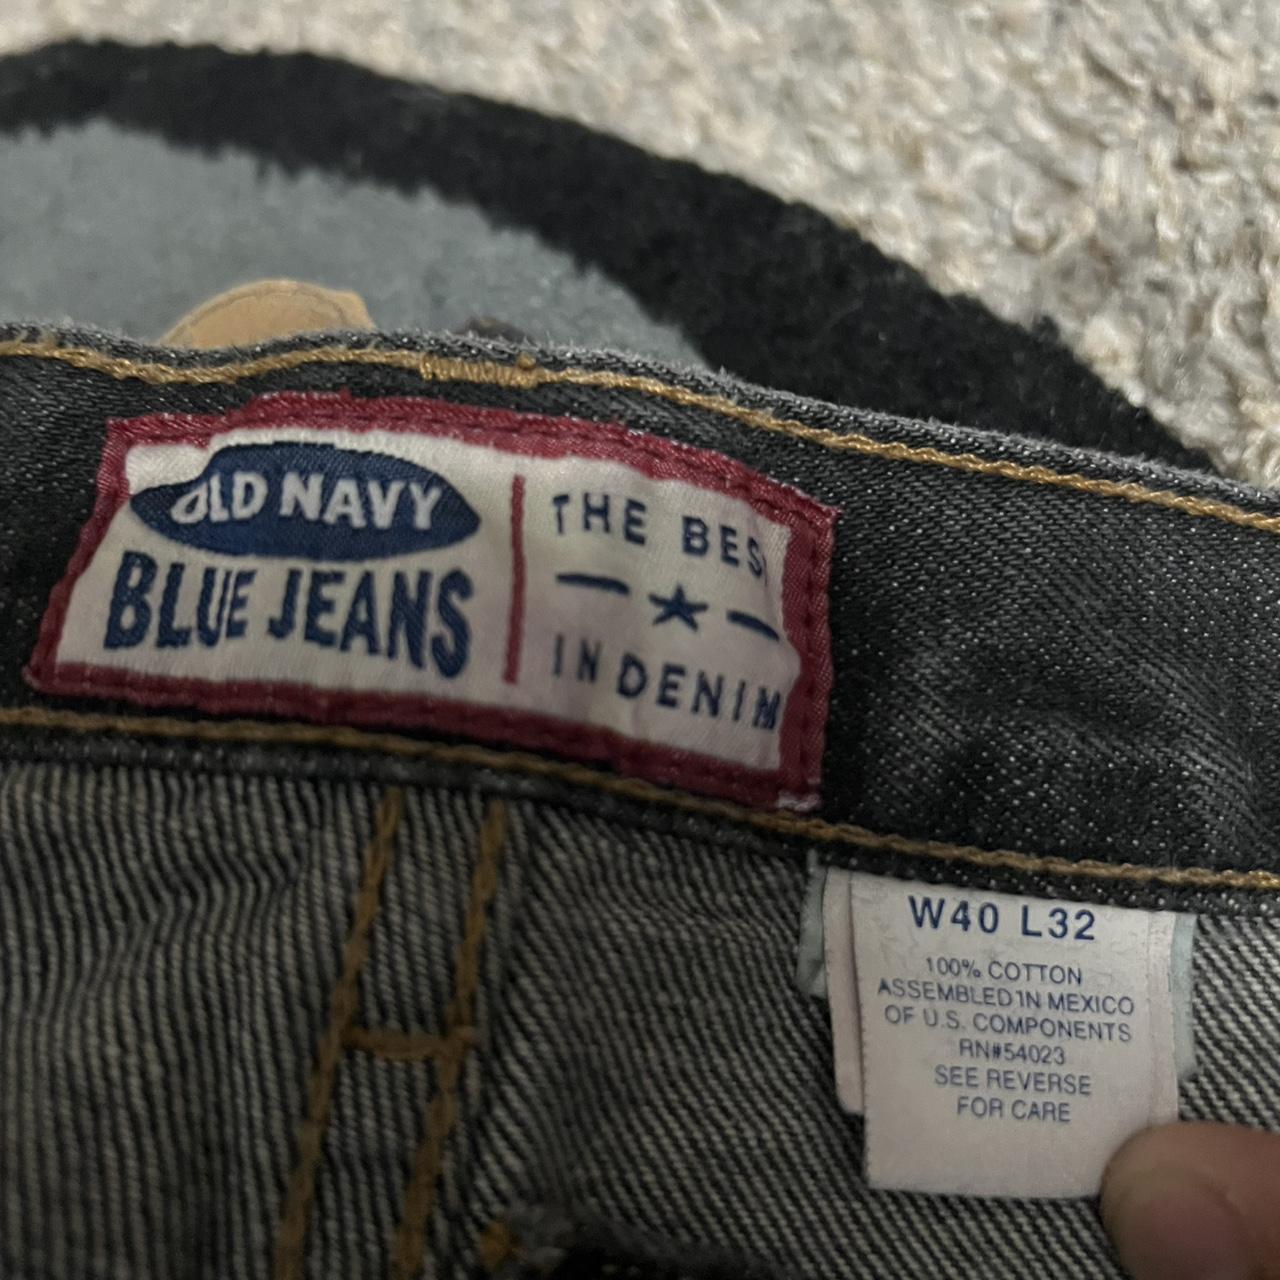 OLD NAVY
BLUE JEANS
THE BEST
IN DENIM
W40 L32
100% COTTON
ASSEMBLED IN MEXICO
OF U.S. COMPONENTS
RN#54023
SEE REVERSE
FOR CARE